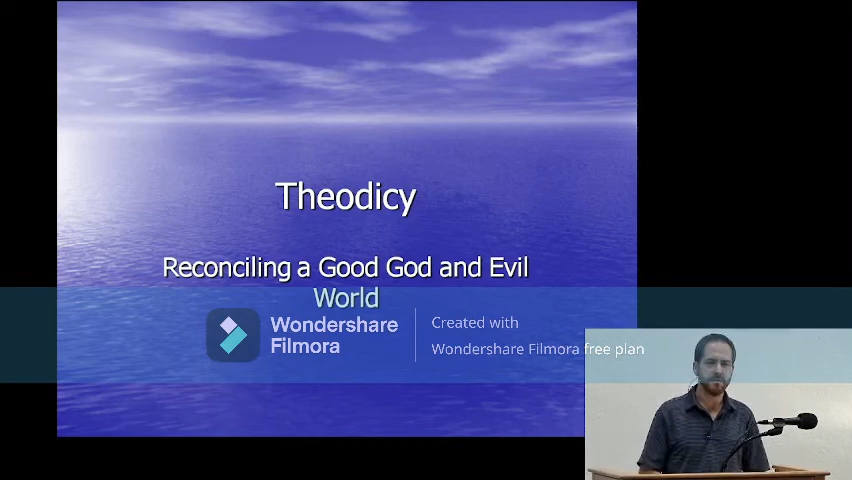 Theodicy
Reconciling a Good God and Evil
World
Wondershare
Filmora
Created with
Wondershare Filmora free plan